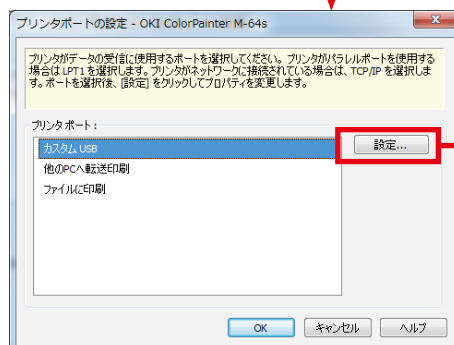 プリンタポートの設定 - OKI ColorPainter M-64s
プリンタがデータの受信に使用するポートを選択してください。プリンタがパラレルポートを使用する
場合は LPT1 を選択します。プリンタがネットワークに接続されている場合は、TCP/IP を選択しま
す。ポートを選択後、[設定] をクリックしてプロパティを変更します。
プリンタ ポート :
カスタム USB
設定...
他のPCへ転送印刷
ファイルに印刷
OK
キャンセル
ヘルプ